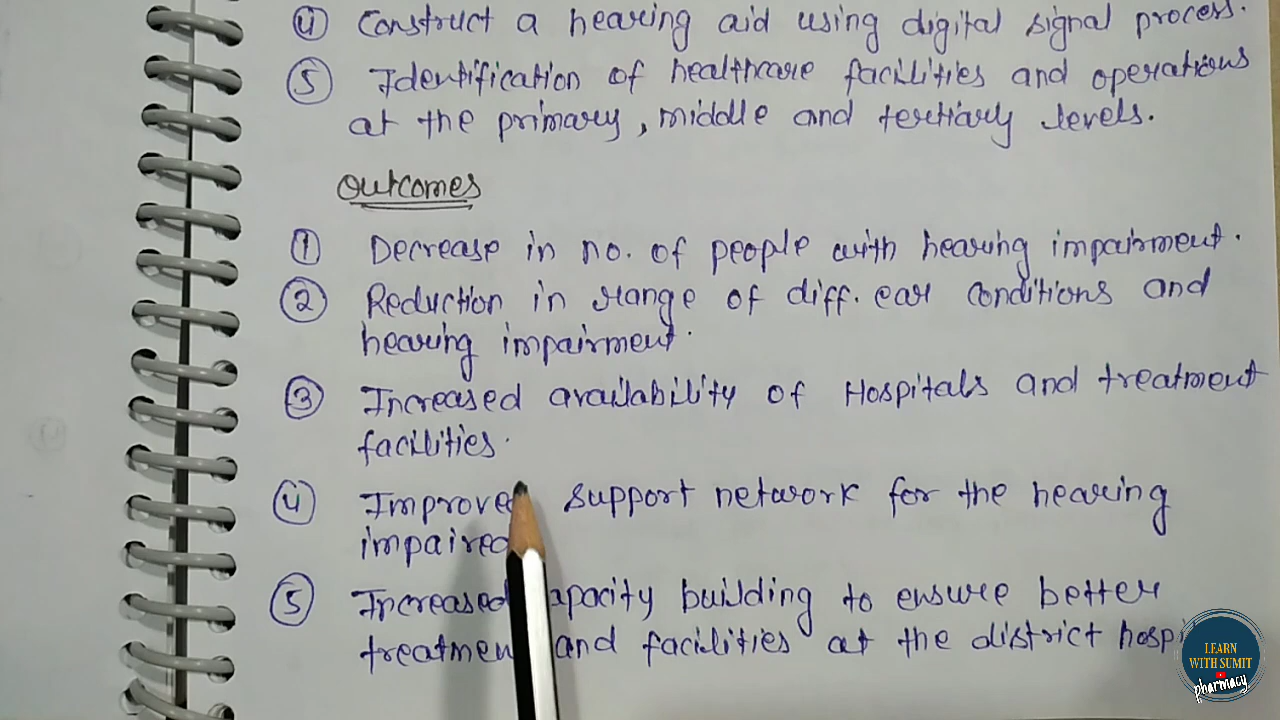 ④ Construct a hearing aid using digital signal process.
⑤ Identification of healthcare facilities and operations
at the primary, middle and tertiary levels.
Outcomes
① Decrease in no. of people with hearing impairment.
② Reduction in range of diff. ear conditions and
hearing impairment.
③ Increased availability of Hospitals and treatment
facilities.
④ Improved support network for the hearing
impaired
⑤ Increased capacity building to ensure better
treatment and facilities at the district
LEARN
WITH SUMIT
pharmacy